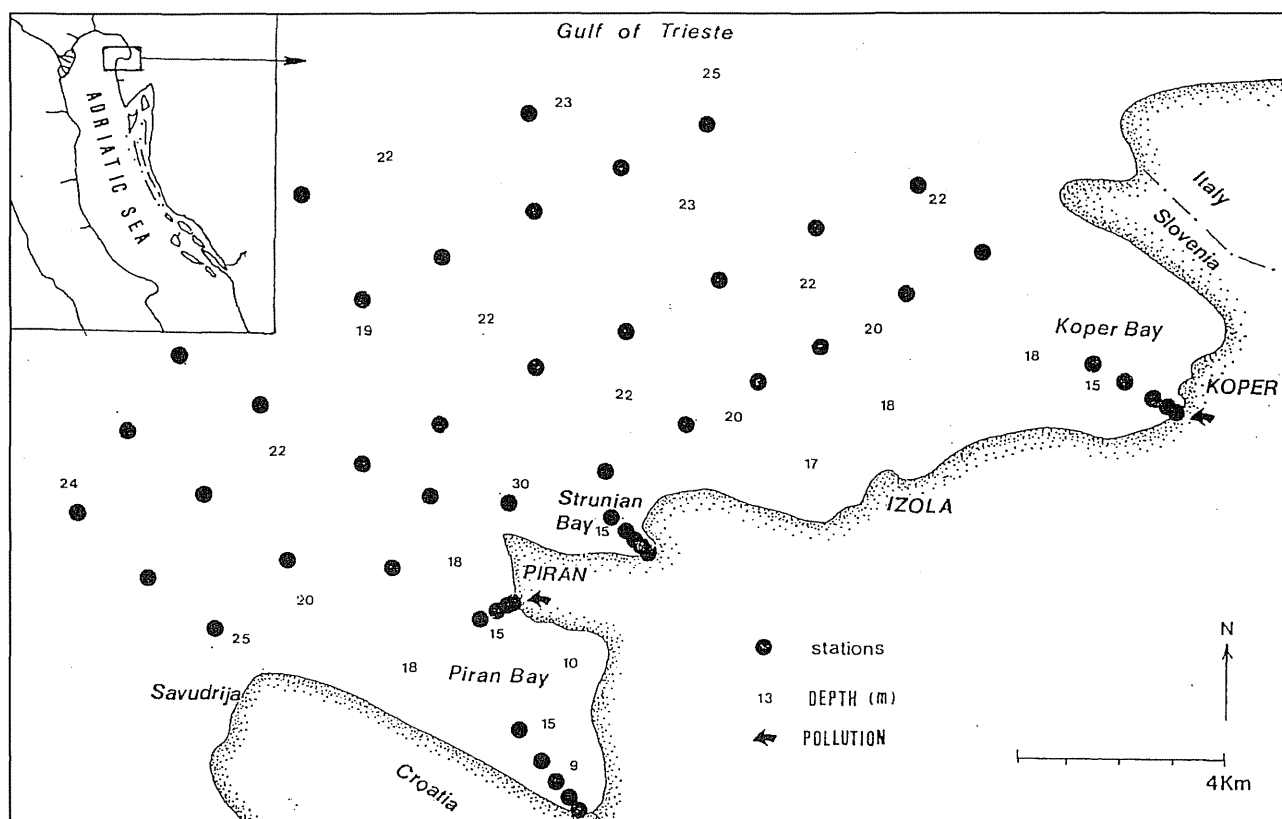 Gulf of Trieste
25
23
22
ADRIATIC SEA
23
22
Italy
Slovenia
22
19
22
20
Koper Bay
18
15
KOPER
22
20
18
22
17
24
30
Strunian
Bay
15
IZOLA
18
PIRAN
20
15
25
18
Piran Bay
10
Savudrija
15
9
Croatia
stations
13 DEPTH (m)
POLLUTION
N
4Km